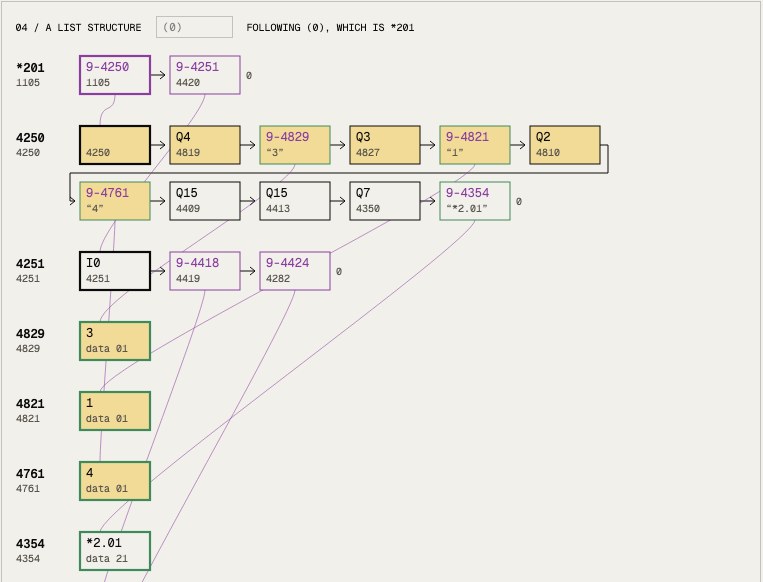 04 / A LIST STRUCTURE (0) FOLLOWING (0), WHICH IS *201
*201 9-4250 9-4251
1105 1105 4420 0
4250 Q4 9-4829 Q3 9-4821 Q2
4250 4250 4819 "3" 4827 "1" 4810
9-4761 Q15 Q15 Q7 9-4354
"4" 4409 4413 4350 "*2.01" 0
4251 I0 9-4418 9-4424
4251 4251 4419 4282 0
4829 3
4829 data 01
4821 1
4821 data 01
4761 4
4761 data 01
4354 *2.01
4354 data 21